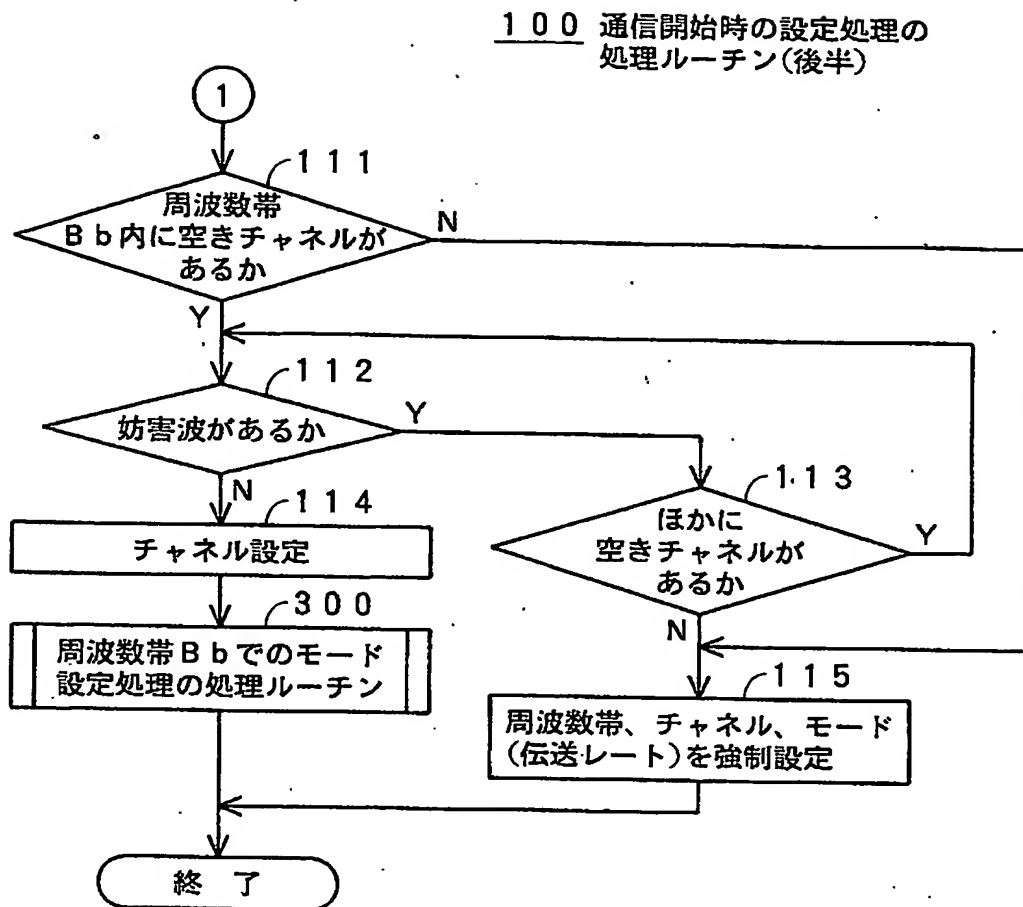 100 通信開始時の設定処理の
処理ルーチン(後半)
1
111
周波数帯
Bb内に空きチャネルが
あるか
N
Y
112
妨害波があるか
Y
N
113
ほかに
空きチャネルが
あるか
Y
N
114
チャネル設定
300
周波数帯Bbでのモード
設定処理の処理ルーチン
115
周波数帯、チャネル、モード
(伝送レート)を強制設定
終 了